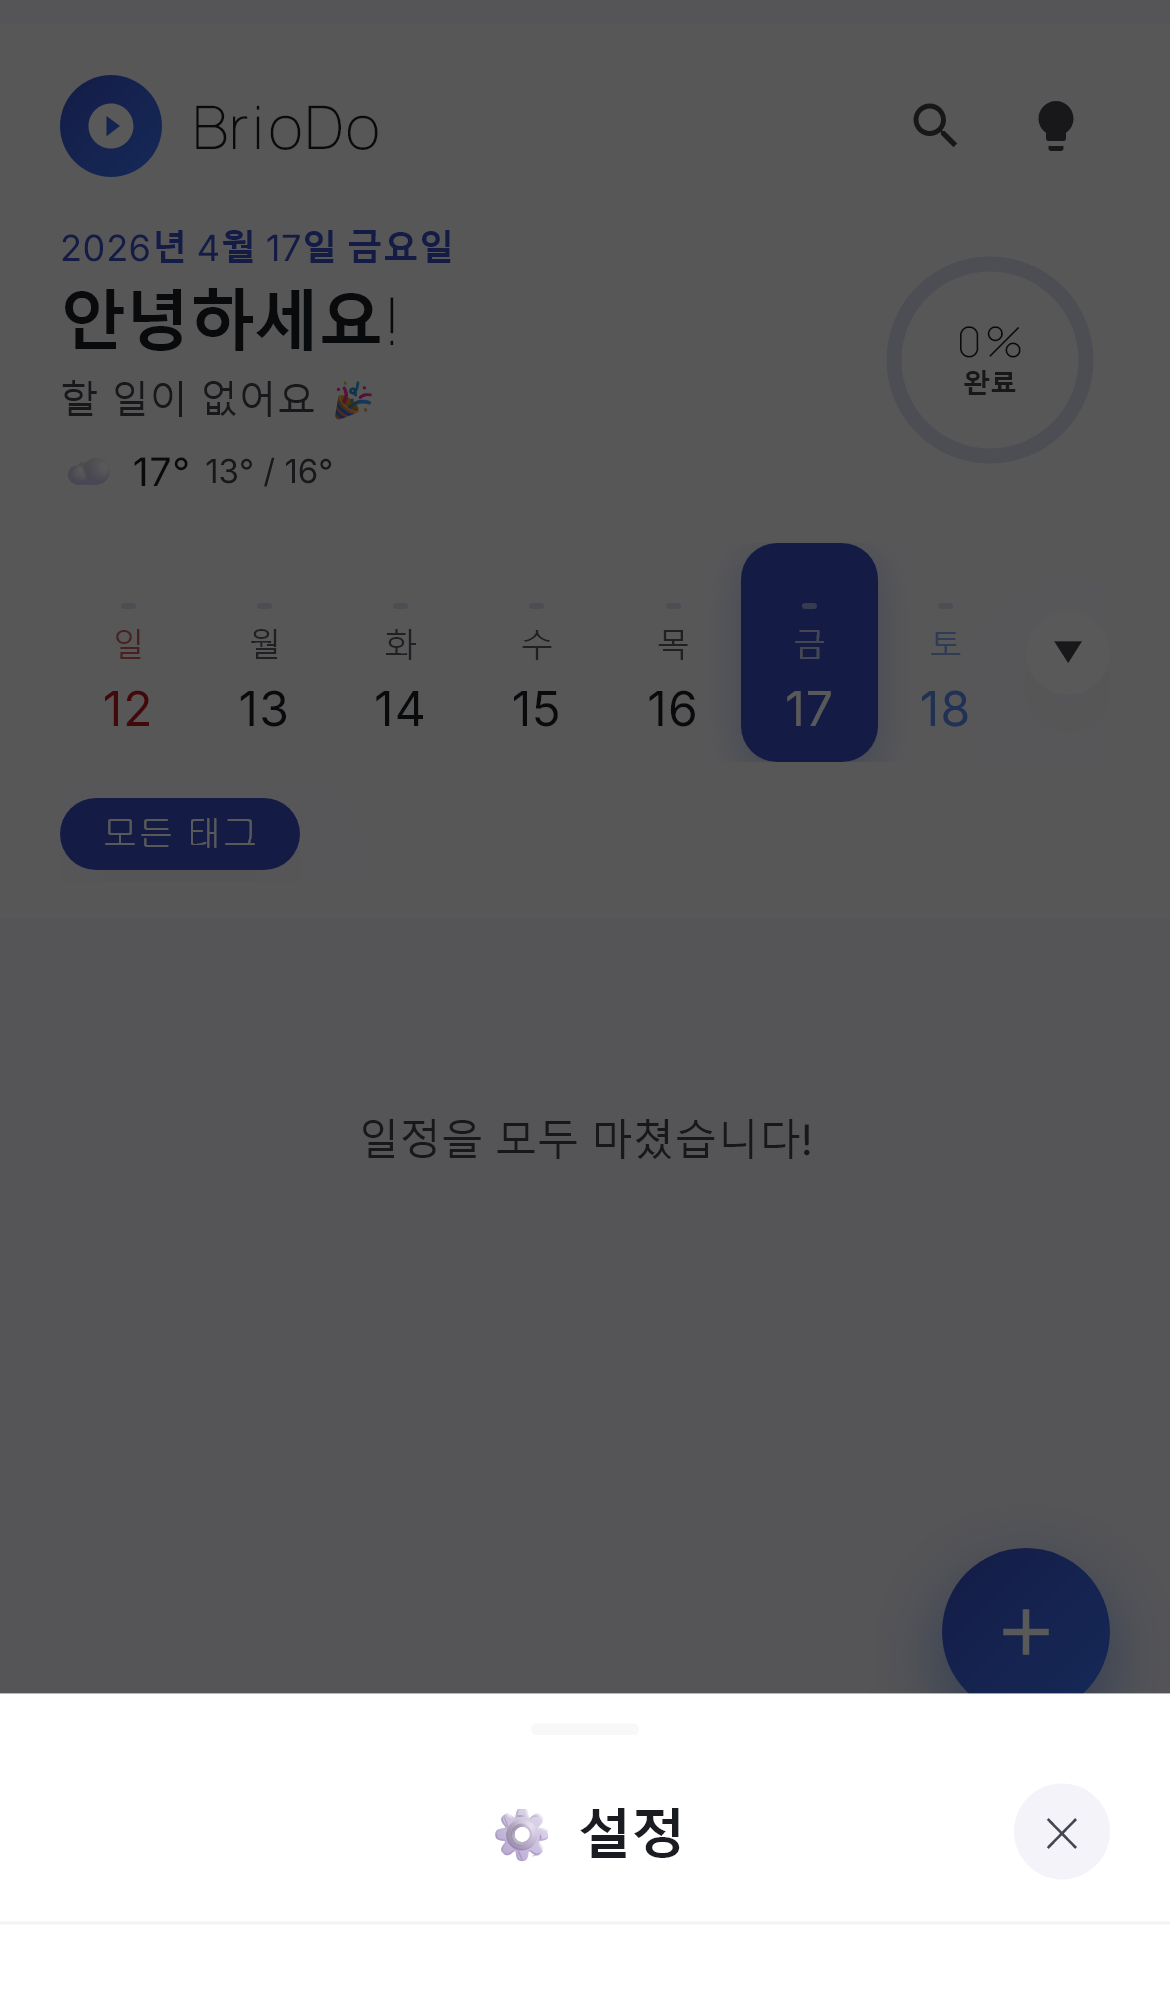 BrioDo
2026년 4월 17일 금요일
안녕하세요!
할 일이 없어요 🎉
0%
완료
17° 13° / 16°
일 월 화 수 목 금 토
12 13 14 15 16 17 18
모든 태그
일정을 모두 마쳤습니다!
설정